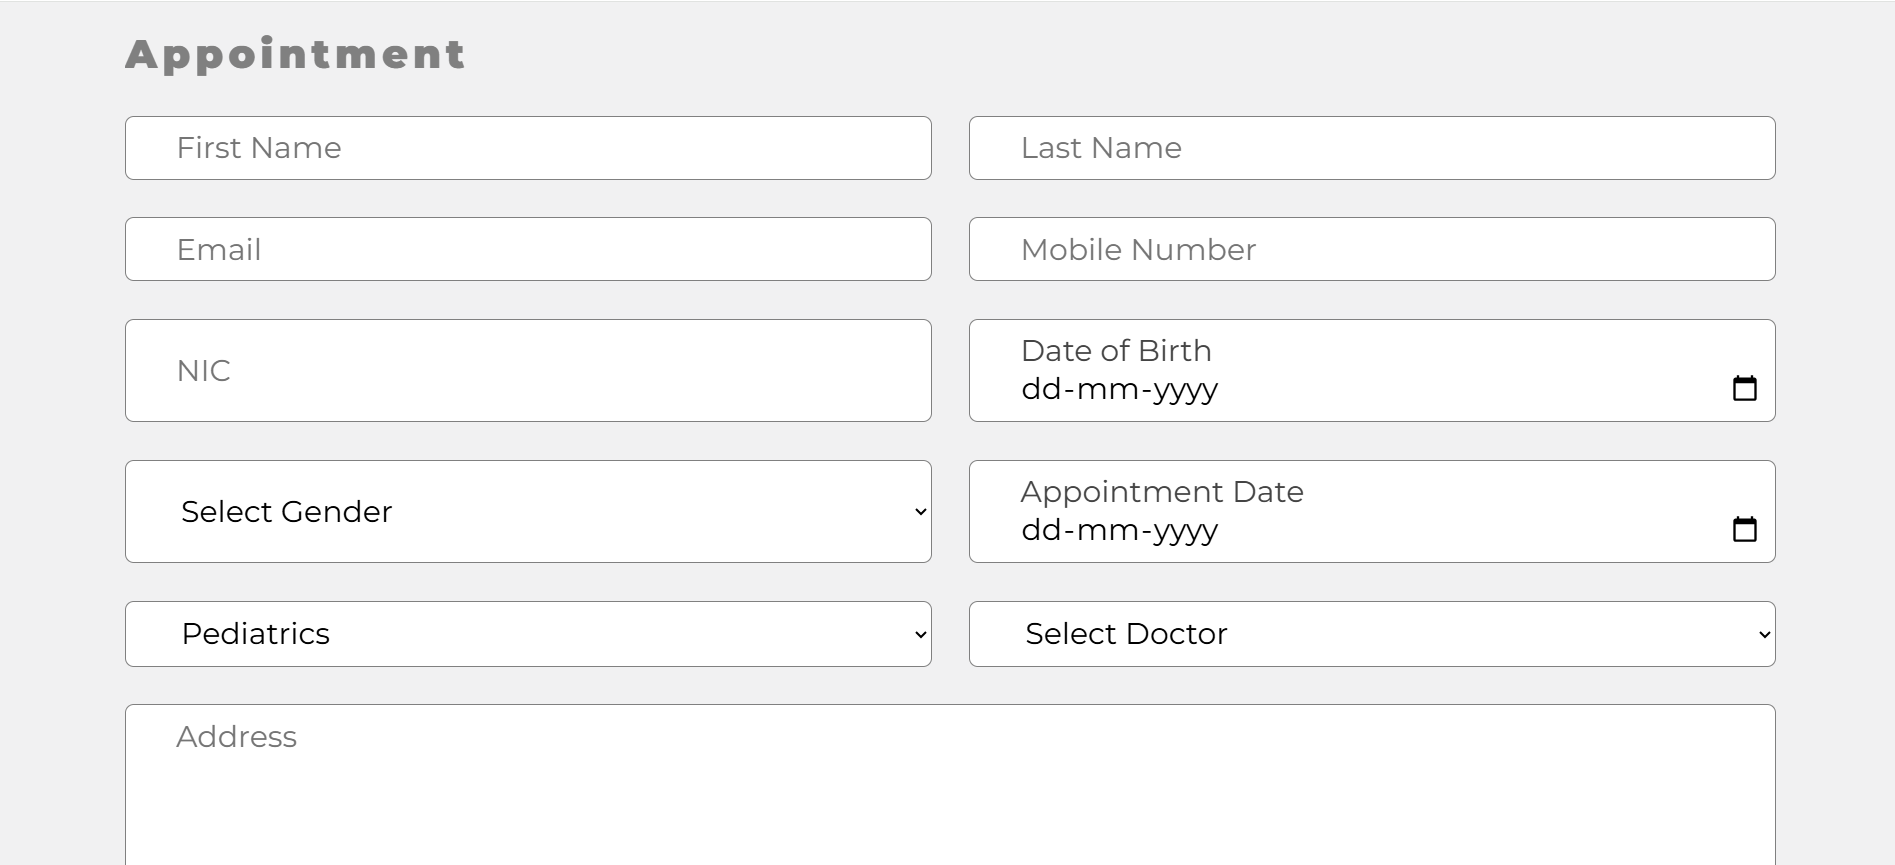 Appointment
First Name
Last Name
Email
Mobile Number
NIC
Date of Birth
dd-mm-yyyy
Select Gender
Appointment Date
dd-mm-yyyy
Pediatrics
Select Doctor
Address